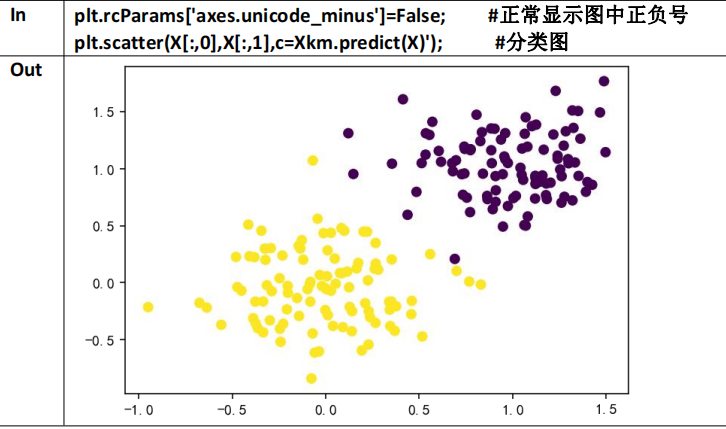 In
plt.rcParams['axes.unicode_minus']=False; #正常显示图中正负号
plt.scatter(X[:,0],X[:,1],c=Xkm.predict(X)'); #分类图
Out
1.5
1.0
0.5
0.0
−0.5
−1.0 −0.5 0.0 0.5 1.0 1.5